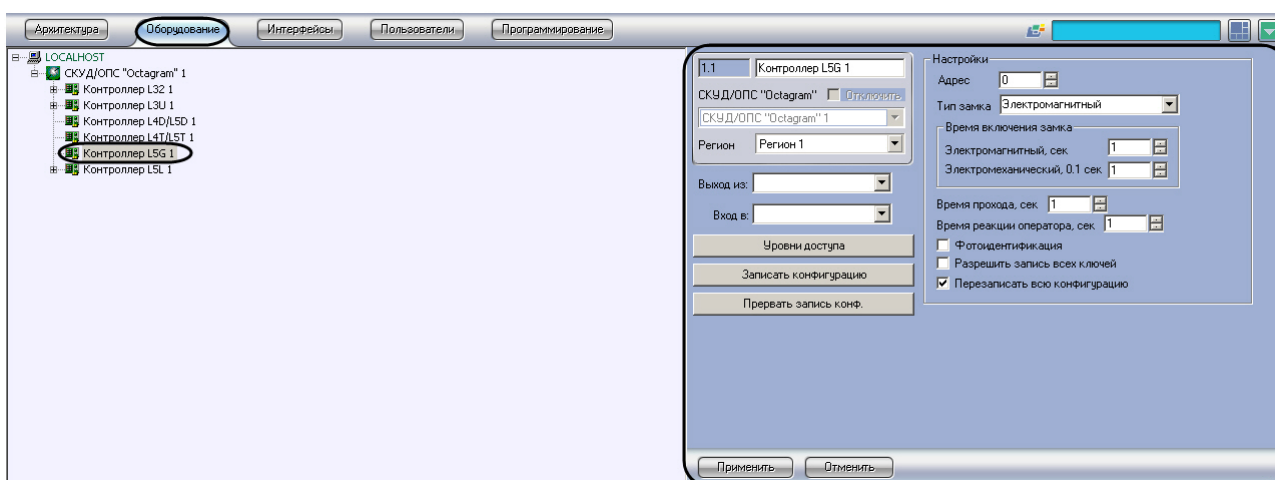 Архитектура Оборудование Интерфейсы Пользователи Программирование
LOCALHOST
СКУД/ОПС "Octagram" 1
Контроллер L32 1
Контроллер L3U 1
Контроллер L4D/L5D 1
Контроллер L4T/L5T 1
Контроллер L5G 1
Контроллер L5L 1
1.1 Контроллер L5G 1
СКУД/ОПС "Octagram" Отключить
СКУД/ОПС "Octagram" 1
Регион Регион 1
Выход из:
Вход в:
Уровни доступа
Записать конфигурацию
Прервать запись конф.
Настройки
Адрес 0
Тип замка Электромагнитный
Время включения замка
Электромагнитный, сек 1
Электромеханический, 0.1 сек 1
Время прохода, сек 1
Время реакции оператора, сек 1
Фотоидентификация
Разрешить запись всех ключей
Перезаписать всю конфигурацию
Применить Отменить